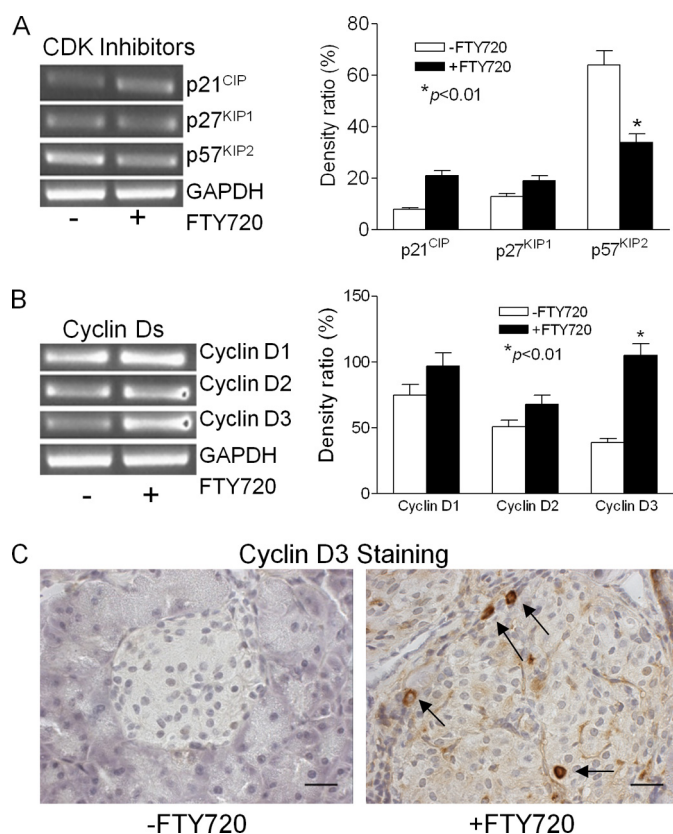 A
CDK Inhibitors
p21CIP
p27KIP1
p57KIP2
GAPDH
- +
FTY720
Density ratio (%)
80
60
40
20
0
-FTY720
+FTY720
*p<0.01
*
p21CIP p27KIP1 p57KIP2
B
Cyclin Ds
Cyclin D1
Cyclin D2
Cyclin D3
GAPDH
- +
FTY720
Density ratio (%)
150
100
50
0
-FTY720
+FTY720
*p<0.01
*
Cyclin D1 Cyclin D2 Cyclin D3
C
Cyclin D3 Staining
-FTY720 +FTY720